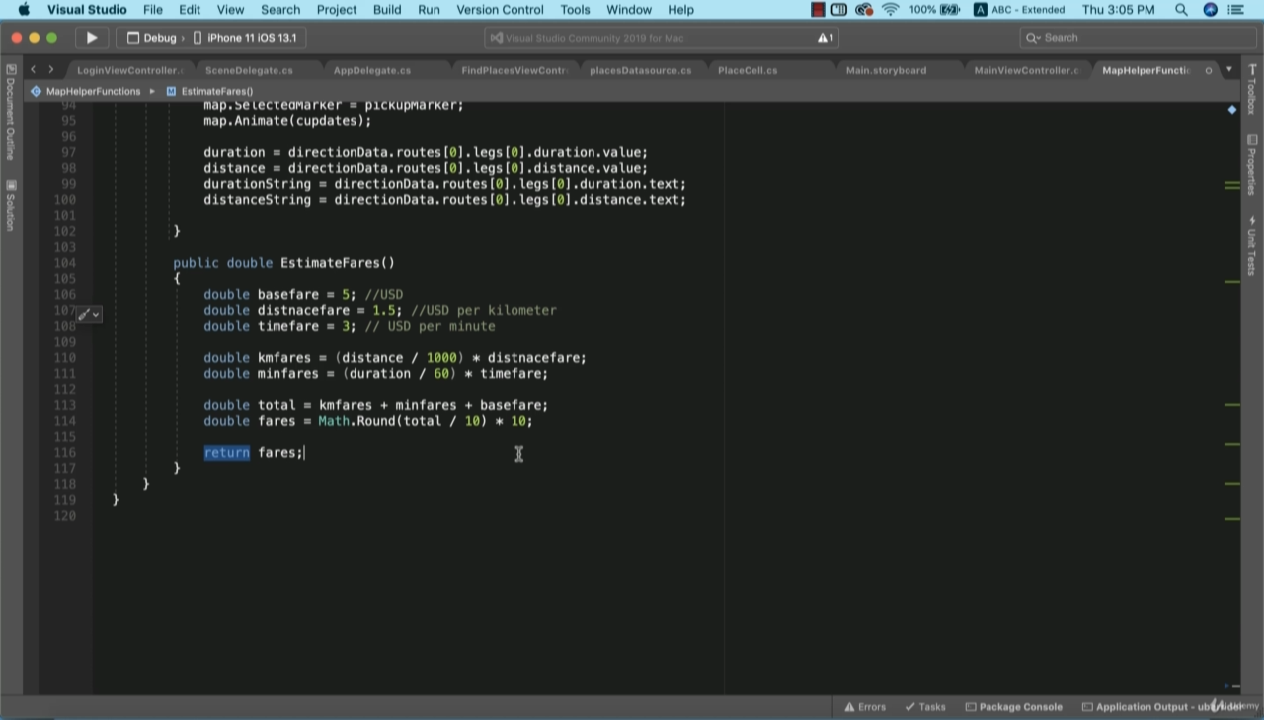 Visual Studio File Edit View Search Project Build Run Version Control Tools Window Help 100% A ABC - Extended Thu 3:05 PM
Debug › iPhone 11 iOS 13.1 Visual Studio Community 2019 for Mac 1 Search
LoginViewController.c SceneDelegate.cs AppDelegate.cs FindPlacesViewContr placesDatasource.cs PlaceCell.cs Main.storyboard MainViewController.c MapHelperFuncti
MapHelperFunctions EstimateFares()
Document Outline
Solution
Toolbox
Properties
Unit Tests
94 map.SelectedMarker = pickupMarker;
95 map.Animate(cupdates);
96
97 duration = directionData.routes[0].legs[0].duration.value;
98 distance = directionData.routes[0].legs[0].distance.value;
99 durationString = directionData.routes[0].legs[0].duration.text;
100 distanceString = directionData.routes[0].legs[0].distance.text;
101
102 }
103
104 public double EstimateFares()
105 {
106 double basefare = 5; //USD
107 double distnacefare = 1.5; //USD per kilometer
108 double timefare = 3; // USD per minute
109
110 double kmfares = (distance / 1000) * distnacefare;
111 double minfares = (duration / 60) * timefare;
112
113 double total = kmfares + minfares + basefare;
114 double fares = Math.Round(total / 10) * 10;
115
116 return fares;
117 }
118 }
119 }
120
Errors Tasks Package Console Application Output -